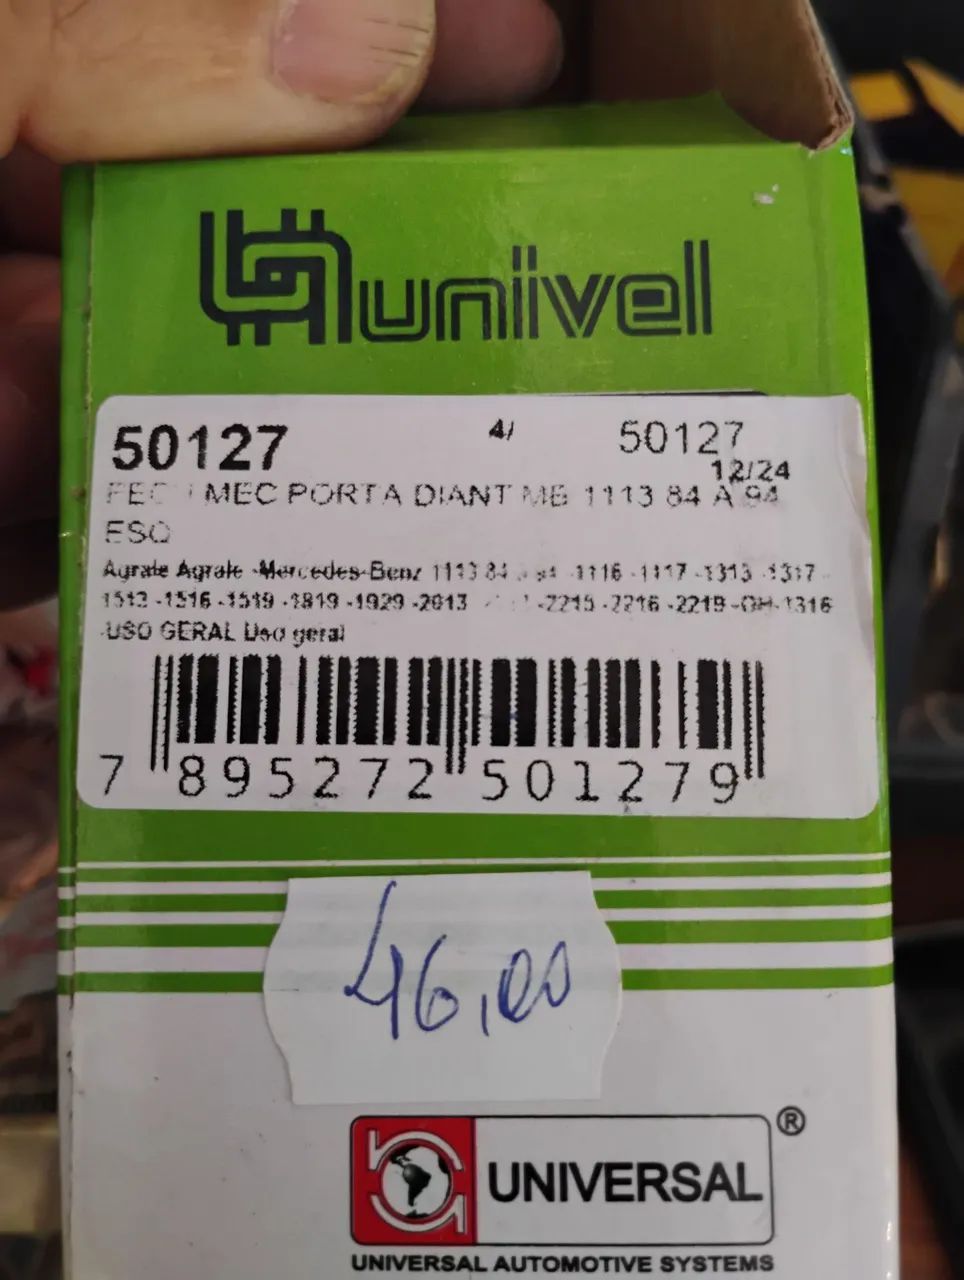 univel
50127 4/ 50127
12/24
MEC PORTA DIANT MB 1113 84 A 94
ESQ
Agrale Agrale -Mercedes-Benz 1113 84 -1116 -1117 -1313 -1317
1513 -1516 -1519 -1819 -1929 -2013 -2215 -2216 -2219 -OH-1316
-USO GERAL Uso geral
7 895272 501279
46,00
UNIVERSAL ®
UNIVERSAL AUTOMOTIVE SYSTEMS